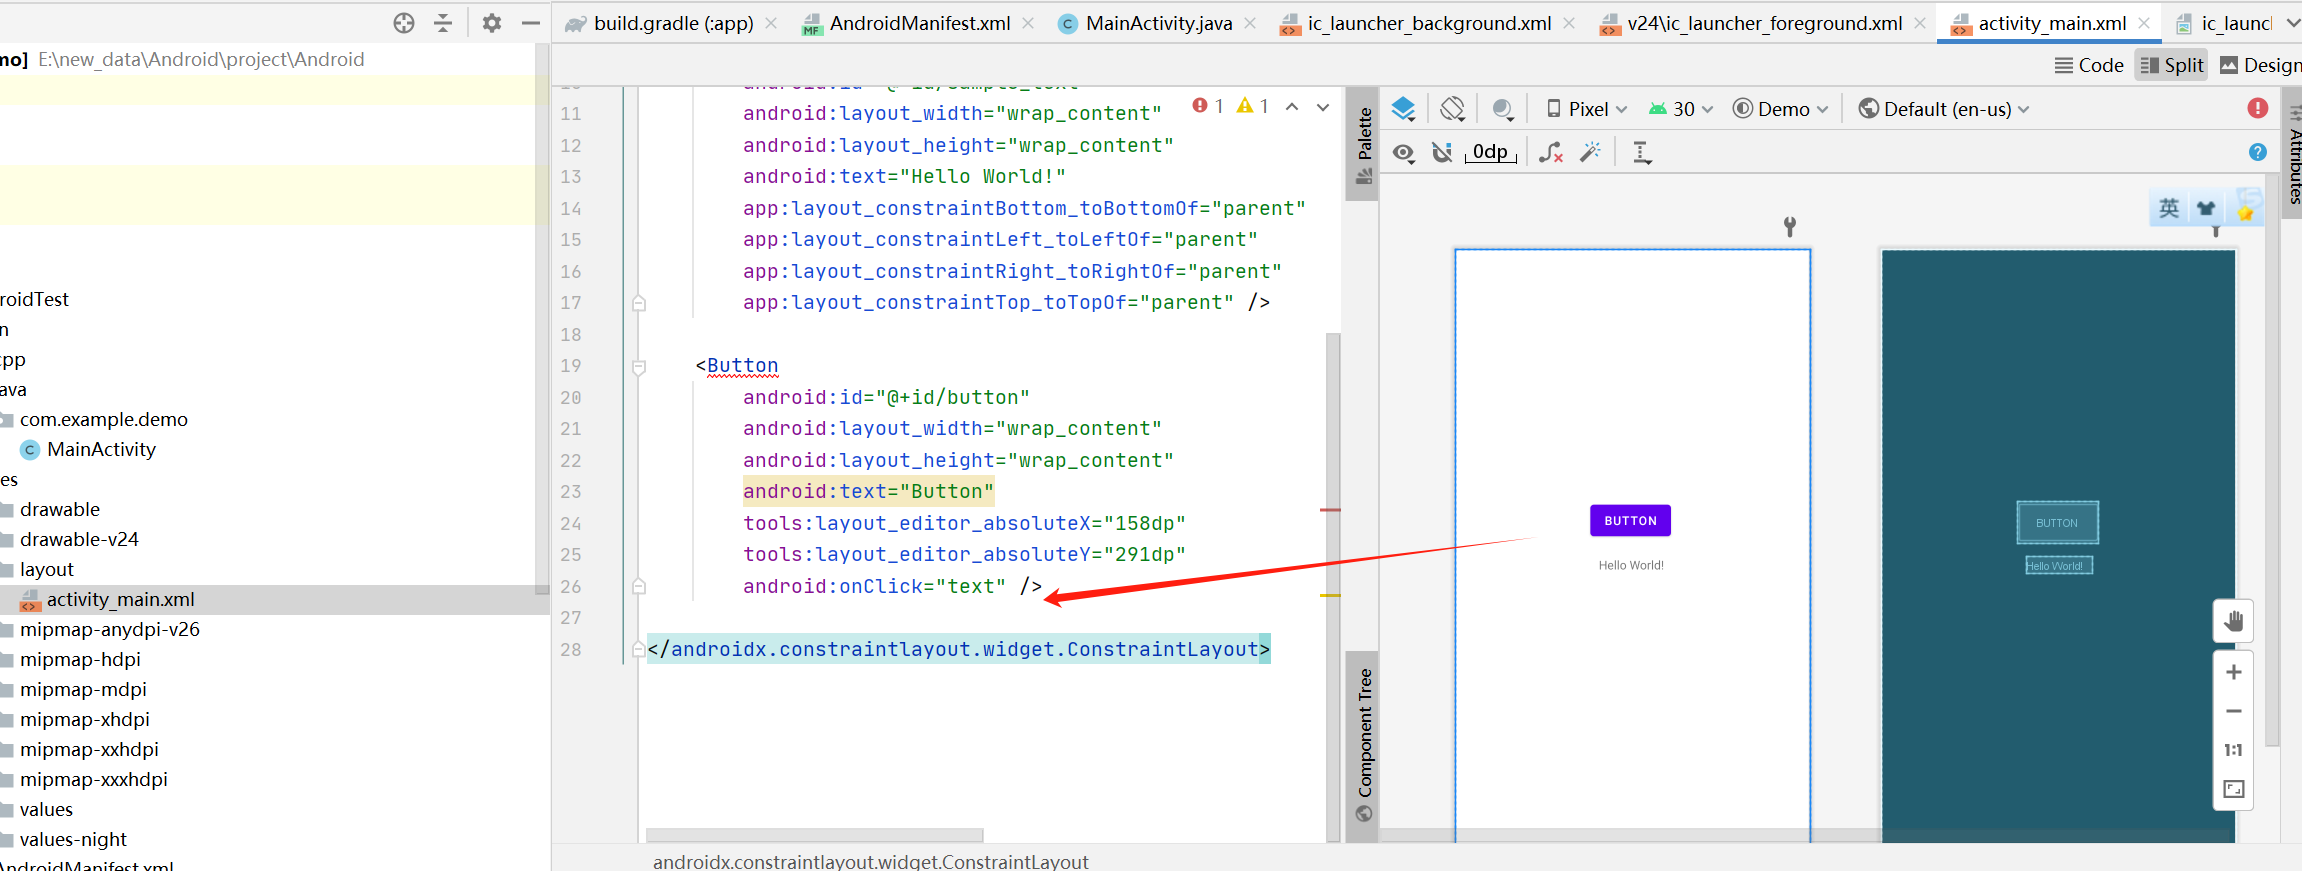 build.gradle (:app)
AndroidManifest.xml
MainActivity.java
ic_launcher_background.xml
v24\ic_launcher_foreground.xml
activity_main.xml
ic_launc
mo] E:\new_data\Android\project\Android
Code
Split
Design
roidTest
n
cpp
ava
com.example.demo
MainActivity
es
drawable
drawable-v24
layout
activity_main.xml
mipmap-anydpi-v26
mipmap-hdpi
mipmap-mdpi
mipmap-xhdpi
mipmap-xxhdpi
mipmap-xxxhdpi
values
values-night
AndroidManifest.xml
1 1
11 android:layout_width="wrap_content"
12 android:layout_height="wrap_content"
13 android:text="Hello World!"
14 app:layout_constraintBottom_toBottomOf="parent"
15 app:layout_constraintLeft_toLeftOf="parent"
16 app:layout_constraintRight_toRightOf="parent"
17 app:layout_constraintTop_toTopOf="parent" />
18
19 <Button
20 android:id="@+id/button"
21 android:layout_width="wrap_content"
22 android:layout_height="wrap_content"
23 android:text="Button"
24 tools:layout_editor_absoluteX="158dp"
25 tools:layout_editor_absoluteY="291dp"
26 android:onClick="text" />
27
28 </androidx.constraintlayout.widget.ConstraintLayout>
androidx.constraintlayout.widget.ConstraintLayout
Palette
Component Tree
Pixel
30
Demo
Default (en-us)
0dp
Attributes
英
BUTTON
Hello World!
BUTTON
Hello World!
1:1